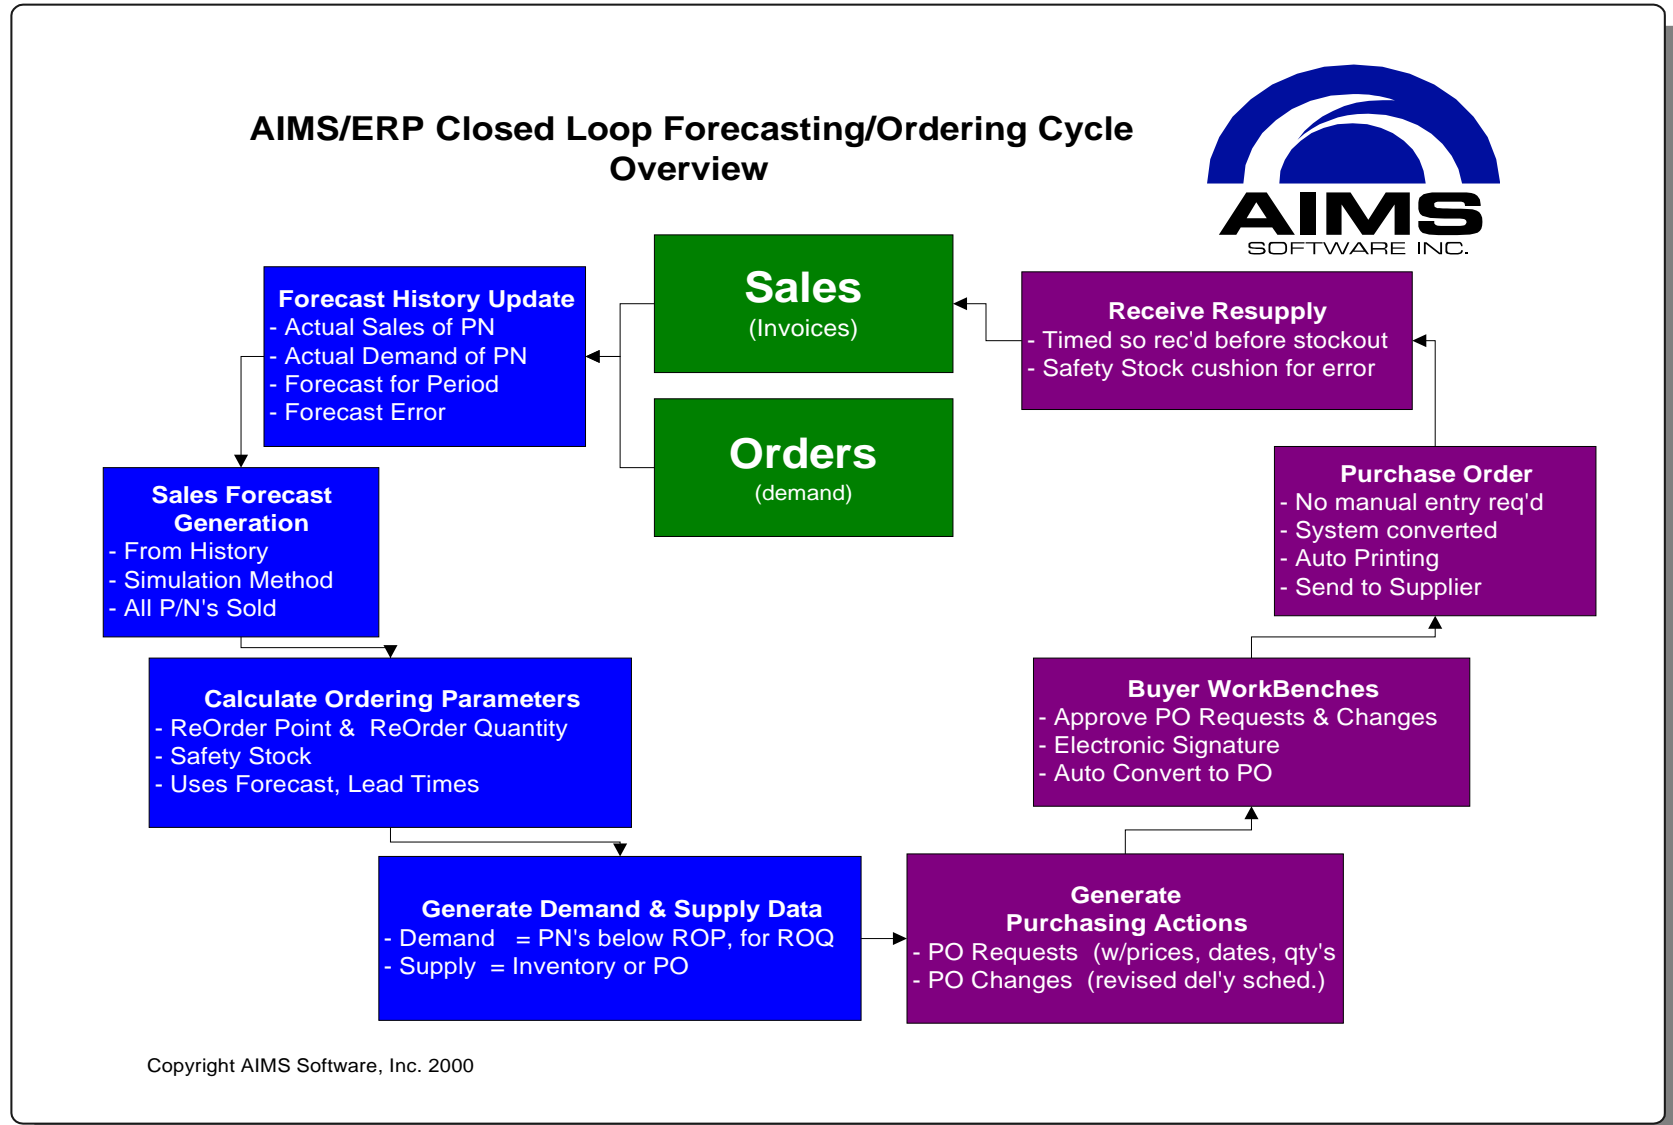 AIMS/ERP Closed Loop Forecasting/Ordering Cycle
Overview
AIMS
SOFTWARE INC.
Sales
(Invoices)
Orders
(demand)
Forecast History Update
- Actual Sales of PN
- Actual Demand of PN
- Forecast for Period
- Forecast Error
Sales Forecast
Generation
- From History
- Simulation Method
- All P/N's Sold
Calculate Ordering Parameters
- ReOrder Point & ReOrder Quantity
- Safety Stock
- Uses Forecast, Lead Times
Generate Demand & Supply Data
- Demand = PN's below ROP, for ROQ
- Supply = Inventory or PO
Generate
Purchasing Actions
- PO Requests (w/prices, dates, qty's
- PO Changes (revised del'y sched.)
Buyer WorkBenches
- Approve PO Requests & Changes
- Electronic Signature
- Auto Convert to PO
Purchase Order
- No manual entry req'd
- System converted
- Auto Printing
- Send to Supplier
Receive Resupply
- Timed so rec'd before stockout
- Safety Stock cushion for error
Copyright AIMS Software, Inc. 2000